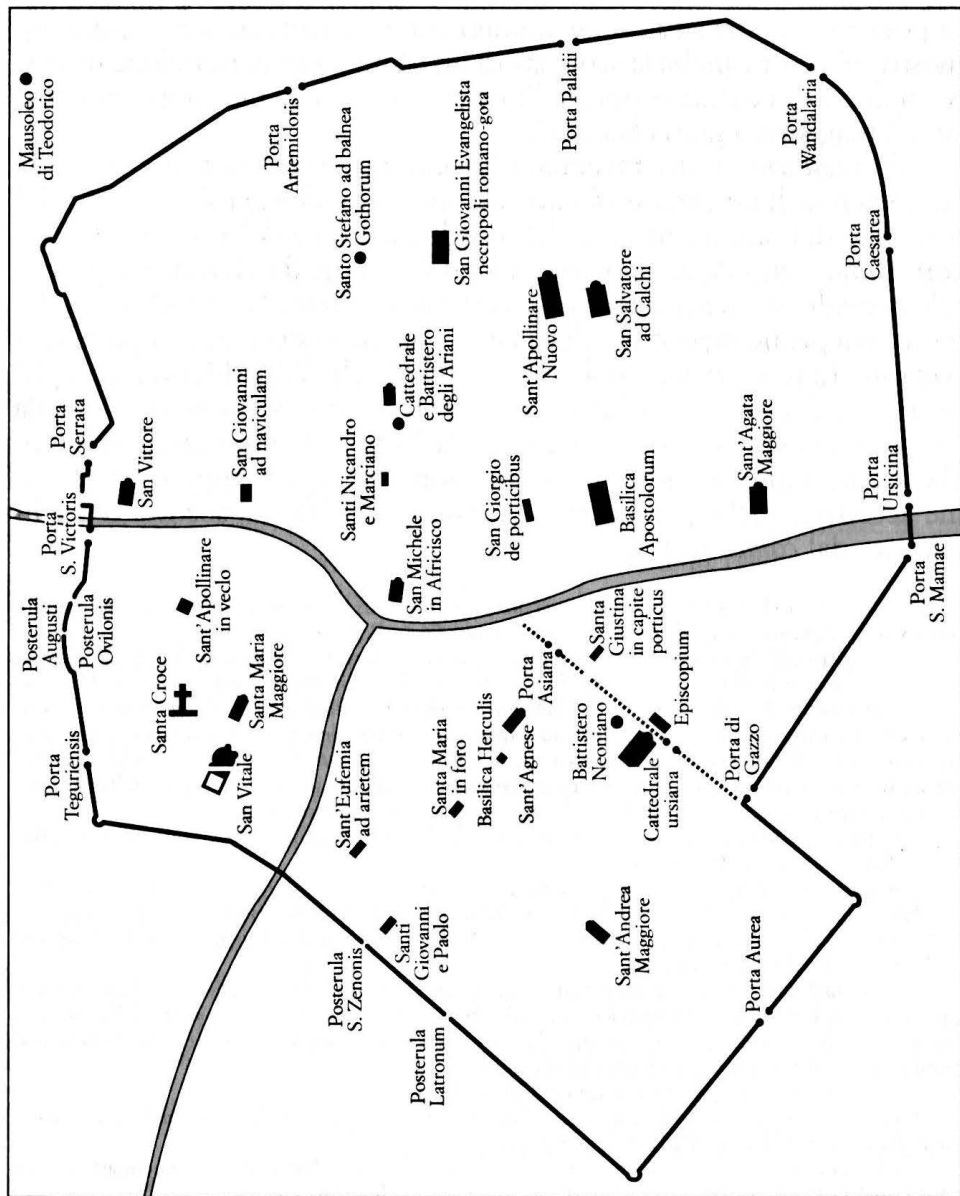 Porta
Teguriensis
Posterula
Augusti
Posterula
Ovilonis
Porta
S. Victoris
Porta
Serrata
Mausoleo
di Teodorico
San Vittore
Santa Croce
Sant'Apollinare
in veclo
San Vitale
Santa Maria
Maggiore
San Giovanni
ad naviculam
Porta
Artemidoris
Posterula
S. Zenonis
Sant'Eufemia
ad arietem
Santi Nicandro
e Marciano
Santo Stefano ad balnea
Gothorum
Santi
Giovanni
e Paolo
San Michele
in Africisco
Cattedrale
e Battistero
degli Ariani
Posterula
Latronum
Santa Maria
in foro
San Giovanni Evangelista
necropoli romano-gota
Basilica Herculis
Sant'Agnese
Porta
Asiana
San Giorgio
de porticibus
Sant'Apollinare
Nuovo
Porta Palatii
Battistero
Neoniano
Santa
Giustina
in capite
porticus
Basilica
Apostolorum
San Salvatore
ad Calchi
Sant'Andrea
Maggiore
Cattedrale
ursiana
Episcopium
Porta Aurea
Porta di
Gazzo
Sant'Agata
Maggiore
Porta
Wandalaria
Porta
S. Mamae
Porta
Ursicina
Porta
Caesarea